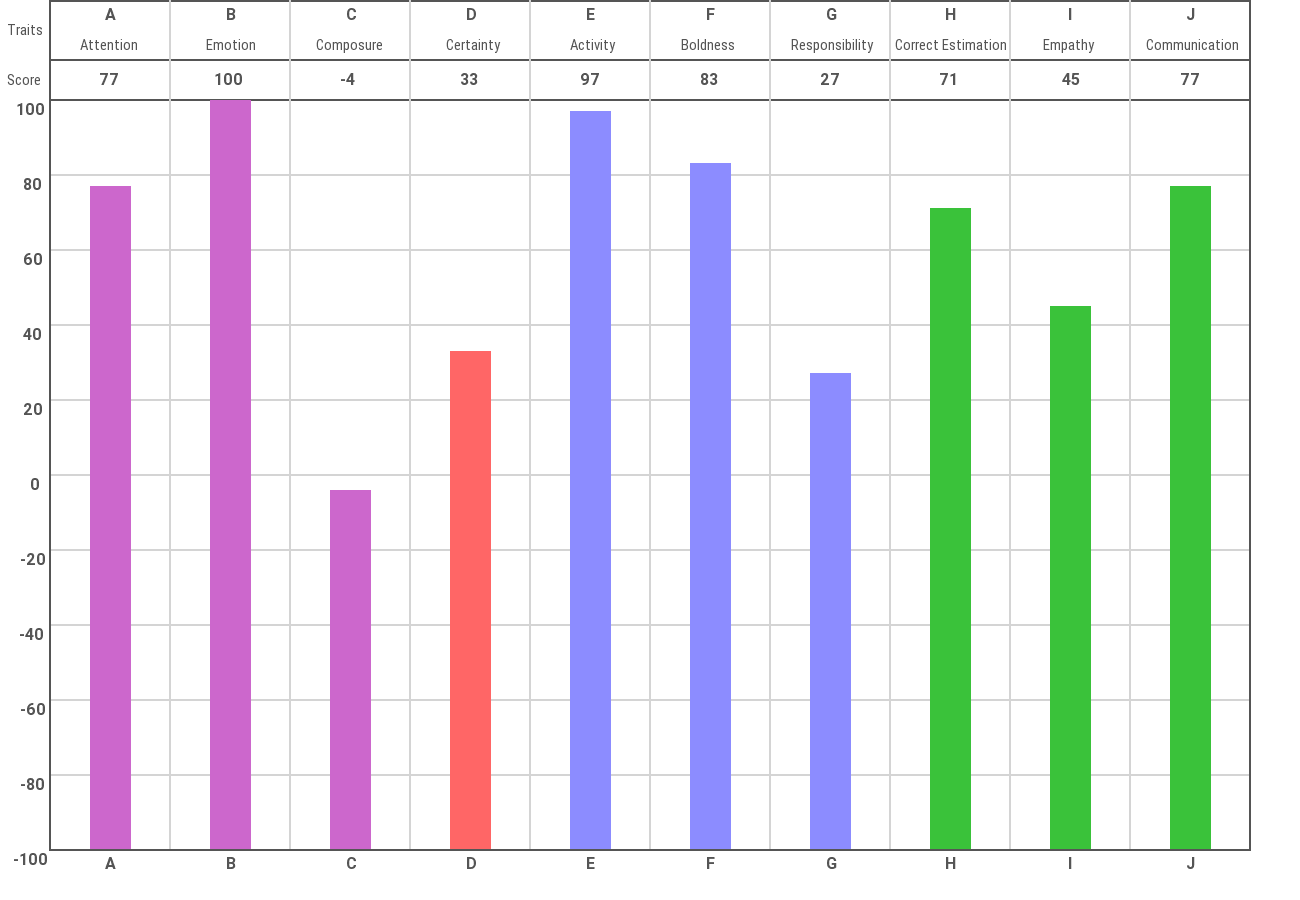 A B C D E F G H I J
Traits
Attention Emotion Composure Certainty Activity Boldness Responsibility Correct Estimation Empathy Communication
Score 77 100 -4 33 97 83 27 71 45 77
100
80
60
40
20
0
-20
-40
-60
-80
-100
A B C D E F G H I J